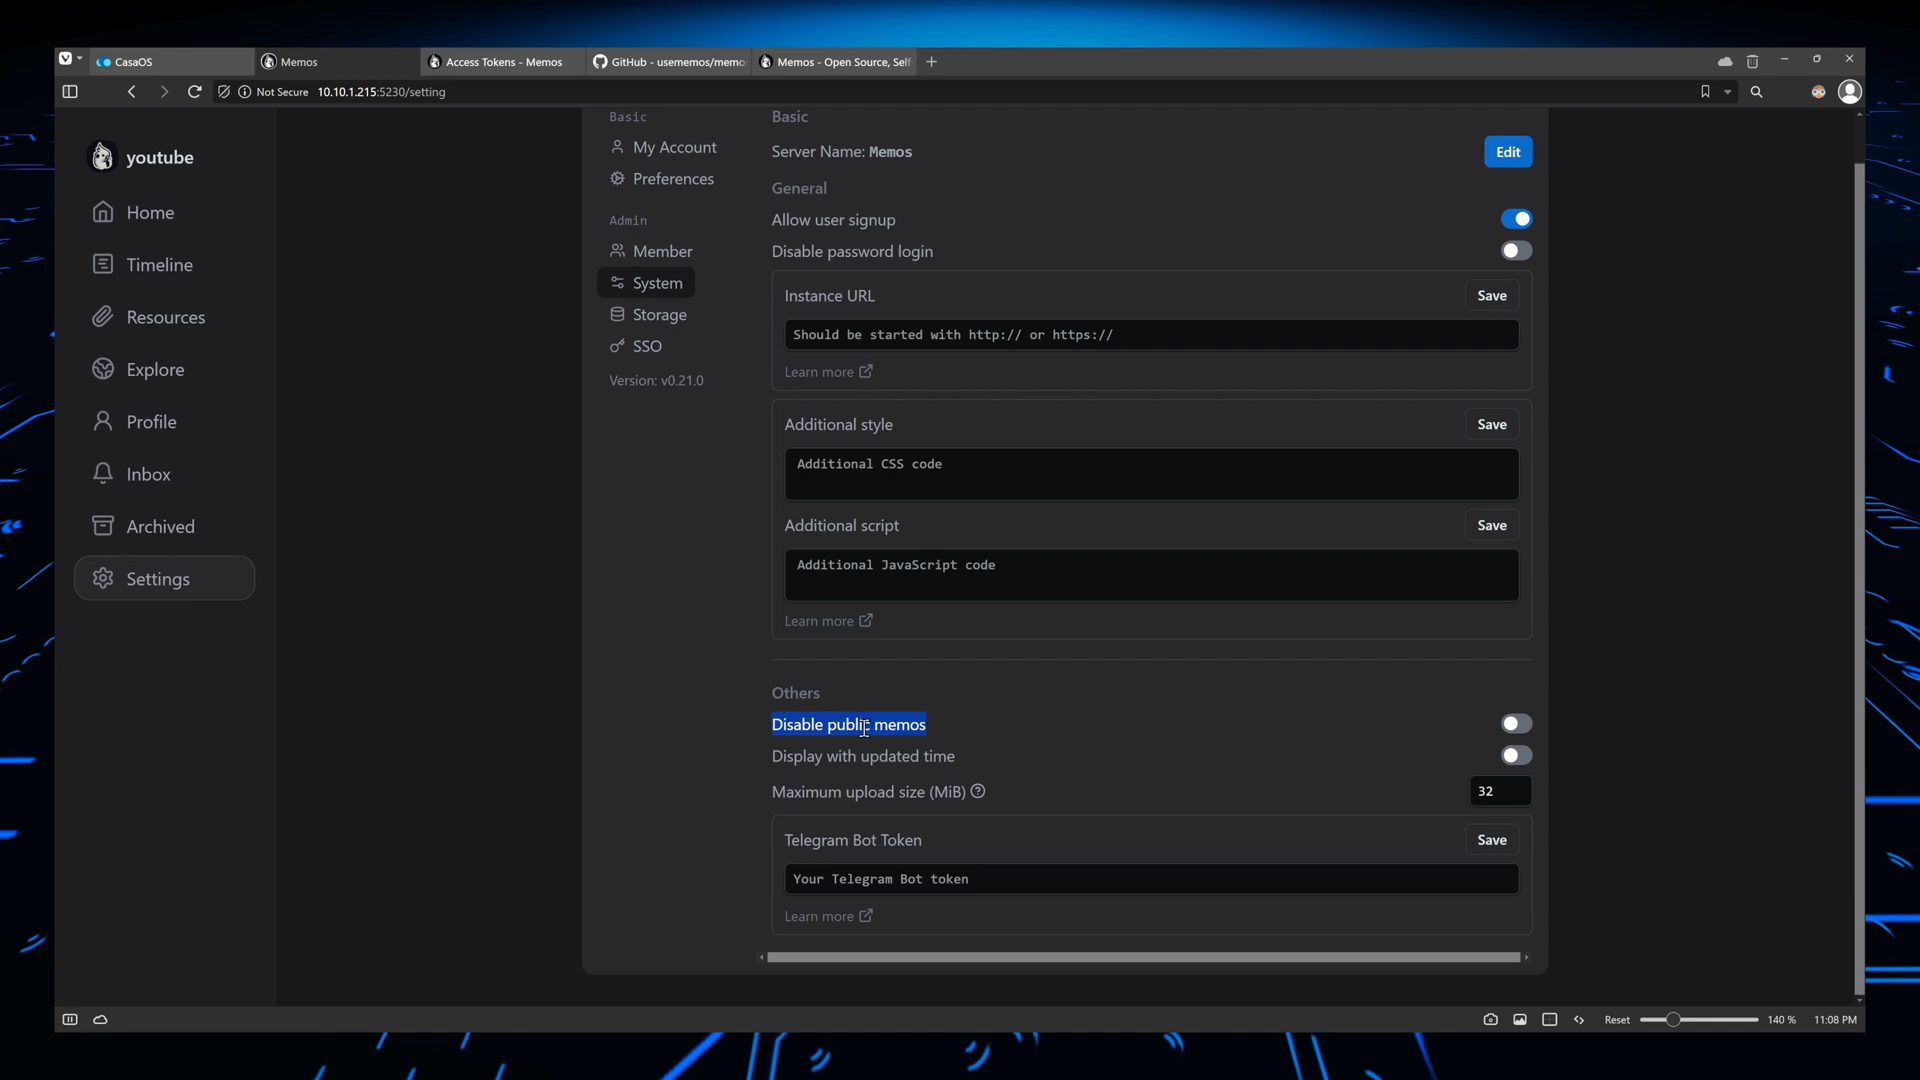 CasaOS
Memos
Access Tokens - Memos
GitHub - usememos/memo
Memos - Open Source, Self
Not Secure 10.10.1.215:5230/setting
youtube
Home
Timeline
Resources
Explore
Profile
Inbox
Archived
Settings
Basic
My Account
Preferences
Admin
Member
System
Storage
SSO
Version: v0.21.0
Basic
Server Name: Memos
Edit
General
Allow user signup
Disable password login
Instance URL
Save
Should be started with http:// or https://
Learn more
Additional style
Save
Additional CSS code
Additional script
Save
Additional JavaScript code
Learn more
Others
Disable public memos
Display with updated time
Maximum upload size (MiB)
32
Telegram Bot Token
Save
Your Telegram Bot token
Learn more
Reset
140 %
11:08 PM